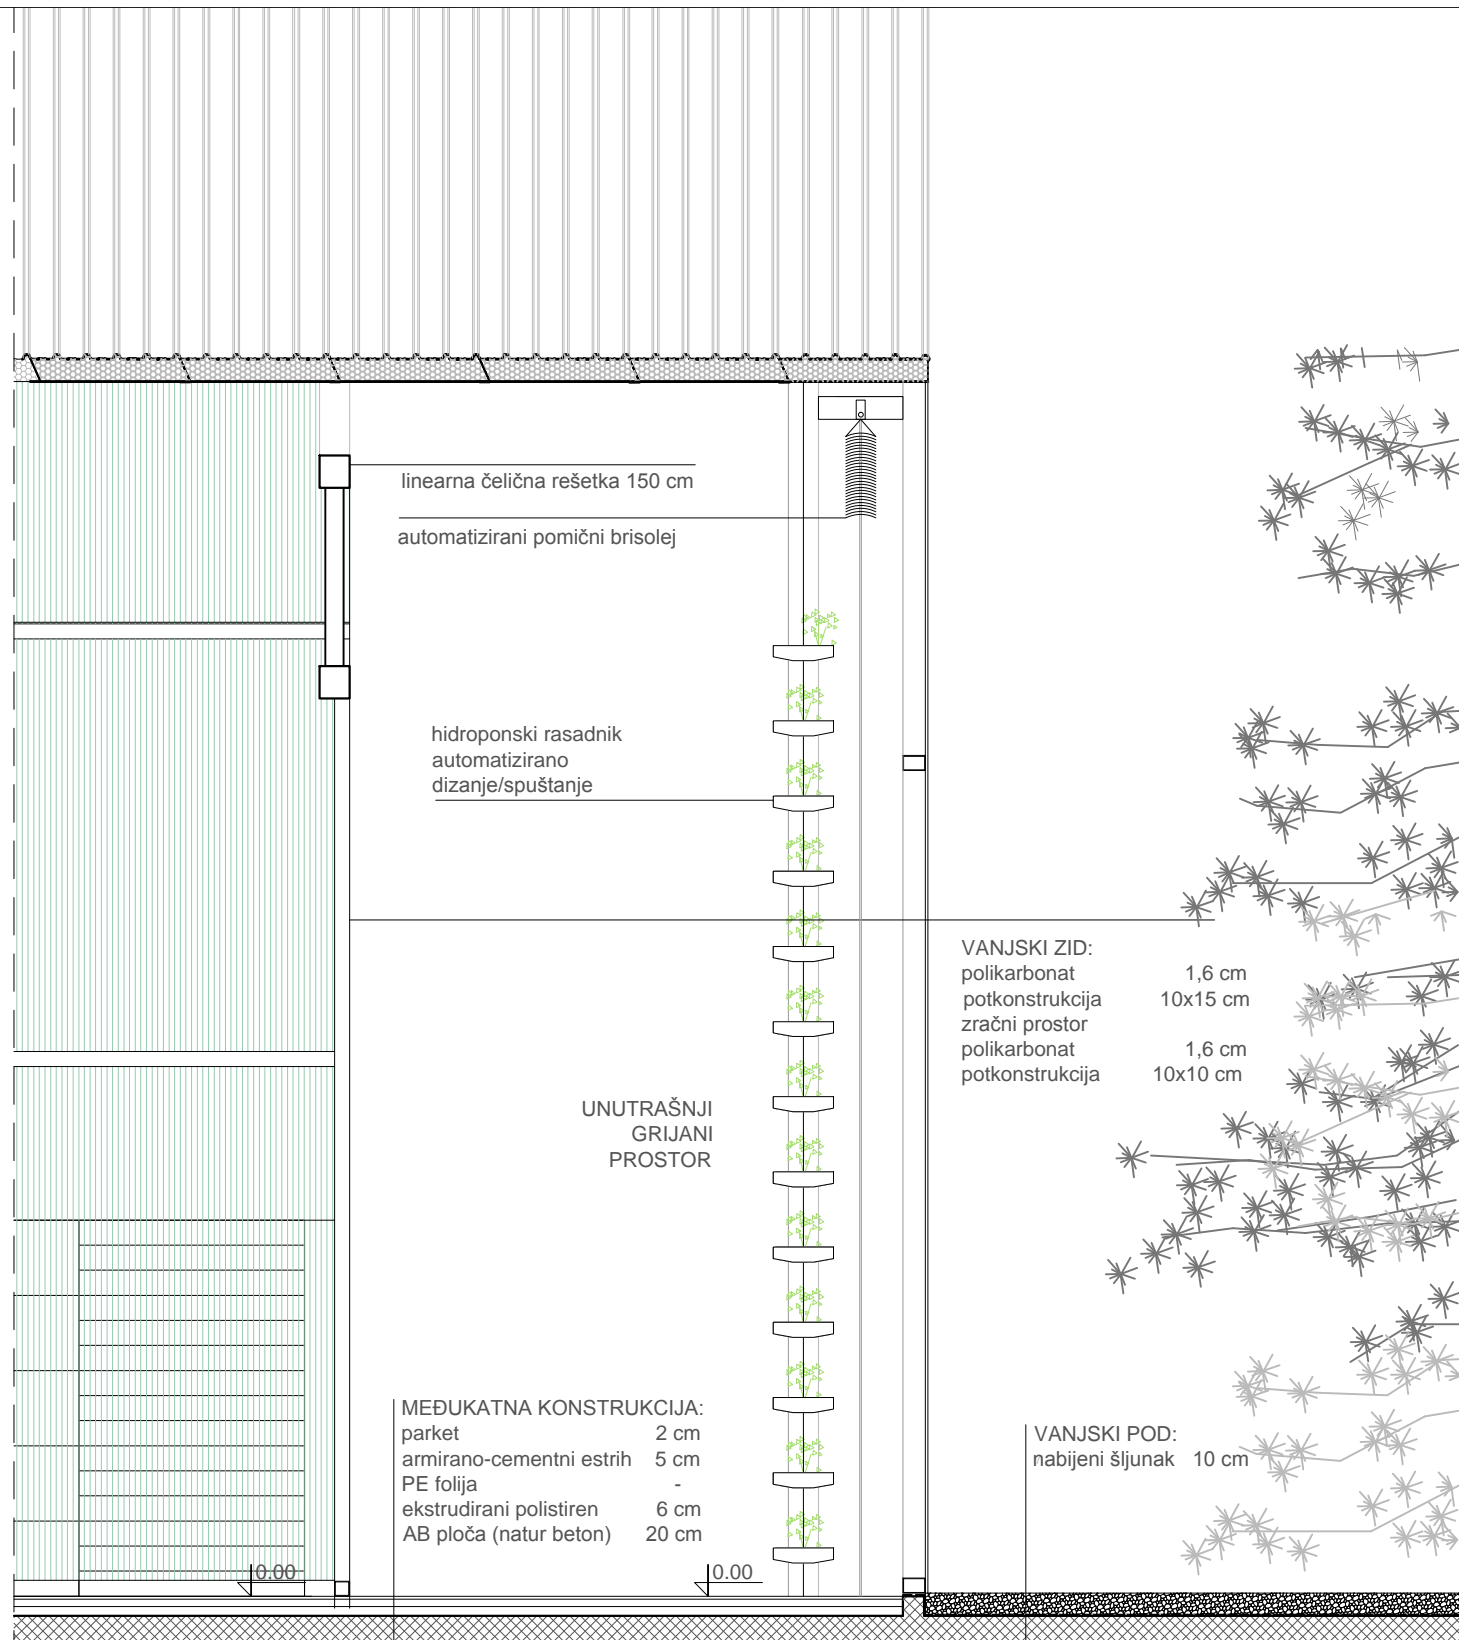 linearna čelična rešetka 150 cm
automatizirani pomični brisolej
hidroponski rasadnik
automatizirano
dizanje/spuštanje
VANJSKI ZID:
polikarbonat 1,6 cm
potkonstrukcija 10x15 cm
zračni prostor
polikarbonat 1,6 cm
potkonstrukcija 10x10 cm
UNUTRAŠNJI
GRIJANI
PROSTOR
MEĐUKATNA KONSTRUKCIJA:
parket 2 cm
armirano-cementni estrih 5 cm
PE folija -
ekstrudirani polistiren 6 cm
AB ploča (natur beton) 20 cm
VANJSKI POD:
nabijeni šljunak 10 cm
0.00
0.00